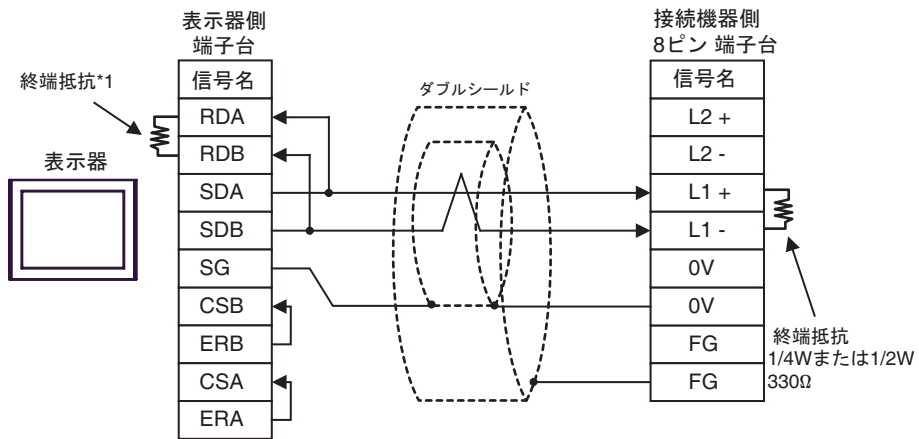 表示器側
端子台
信号名
RDA
RDB
SDA
SDB
SG
CSB
ERB
CSA
ERA
終端抵抗*1
表示器
ダブルシールド
接続機器側
8ピン 端子台
信号名
L2 +
L2 -
L1 +
L1 -
0V
0V
FG
FG
終端抵抗
1/4Wまたは1/2W
330Ω